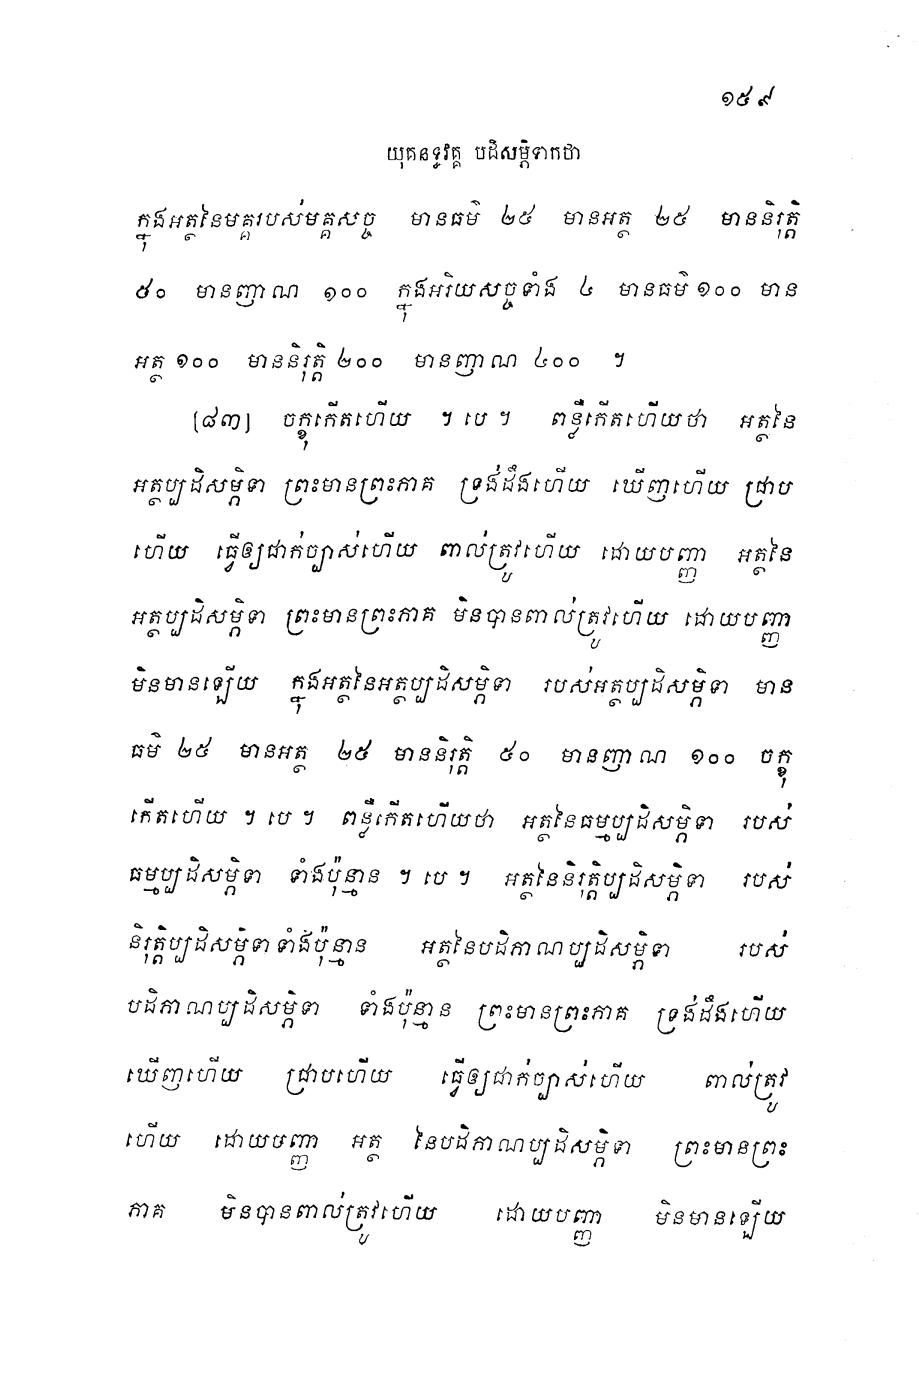 ១៥៩
យុគនទ្ធវគ្គ បដិសម្ភិទាកថា
ក្នុងអត្ថនៃមគ្គរបស់មគ្គសច្ច មានធម៌ ២៥ មានអត្ថ ២៥ មាននិរុត្តិ
៥០ មានញាណ ១០០ ក្នុងអរិយសច្ចទាំង ៤ មានធម៌ ១០០ មាន
អត្ថ ១០០ មាននិរុត្តិ ២០០ មានញាណ ៤០០ ។
[៨៣] ចក្ខុកើតហើយ ។ បេ ។ ពន្លឺកើតហើយថា អត្ថនៃ
អត្ថប្បដិសម្ភិទា ព្រះមានព្រះភាគ ទ្រង់ដឹងហើយ ឃើញហើយ ជ្រាប
ហើយ ធ្វើឲ្យជាក់ច្បាស់ហើយ ពាល់ត្រូវហើយ ដោយបញ្ញា អត្ថនៃ
អត្ថប្បដិសម្ភិទា ព្រះមានព្រះភាគ មិនបានពាល់ត្រូវហើយ ដោយបញ្ញា
មិនមានឡើយ ក្នុងអត្ថនៃអត្ថប្បដិសម្ភិទា របស់អត្ថប្បដិសម្ភិទា មាន
ធម៌ ២៥ មានអត្ថ ២៥ មាននិរុត្តិ ៥០ មានញាណ ១០០ ចក្ខុ
កើតហើយ ។ បេ ។ ពន្លឺកើតហើយថា អត្ថនៃធម្មប្បដិសម្ភិទា របស់
ធម្មប្បដិសម្ភិទា ទាំងប៉ុន្មាន ។ បេ ។ អត្ថនៃនិរុត្តិប្បដិសម្ភិទា របស់
និរុត្តិប្បដិសម្ភិទា ទាំងប៉ុន្មាន អត្ថនៃបដិភាណប្បដិសម្ភិទា របស់
បដិភាណប្បដិសម្ភិទា ទាំងប៉ុន្មាន ព្រះមានព្រះភាគ ទ្រង់ដឹងហើយ
ឃើញហើយ ជ្រាបហើយ ធ្វើឲ្យជាក់ច្បាស់ហើយ ពាល់ត្រូវ
ហើយ ដោយបញ្ញា អត្ថ នៃបដិភាណប្បដិសម្ភិទា ព្រះមានព្រះ
ភាគ មិនបានពាល់ត្រូវហើយ ដោយបញ្ញា មិនមានឡើយ